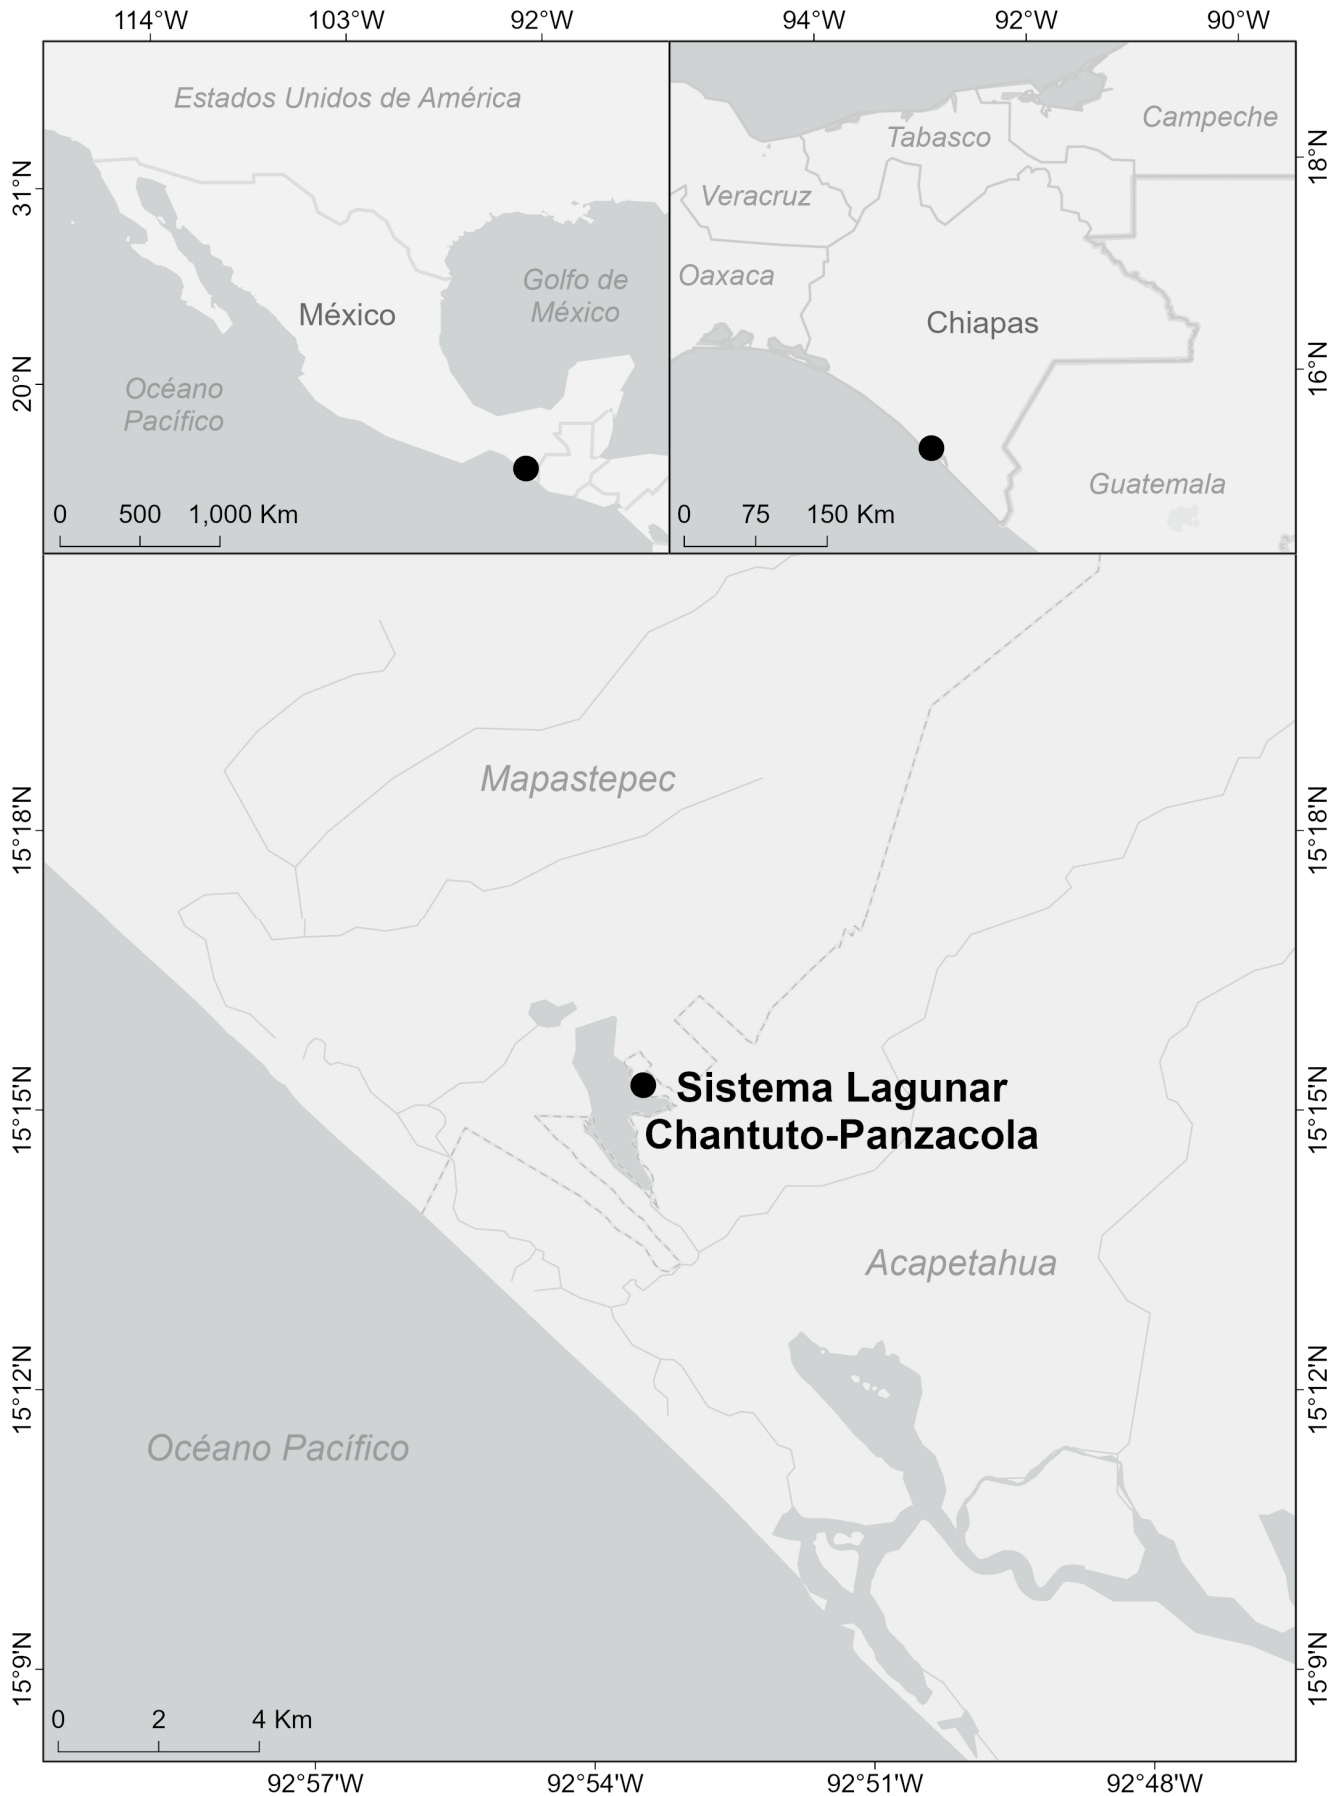 114°W 103°W 92°W 94°W 92°W 90°W
Estados Unidos de América
31°N
20°N
México
Golfo de
México
Océano
Pacífico
0 500 1,000 Km
Tabasco
Campeche
Veracruz
Oaxaca
Chiapas
Guatemala
18°N
16°N
0 75 150 Km
Mapastepec
15°18'N
15°18'N
Sistema Lagunar
Chantuto-Panzacola
15°15'N
15°15'N
Acapetahua
15°12'N
15°12'N
Océano Pacífico
15°9'N
15°9'N
0 2 4 Km
92°57'W 92°54'W 92°51'W 92°48'W